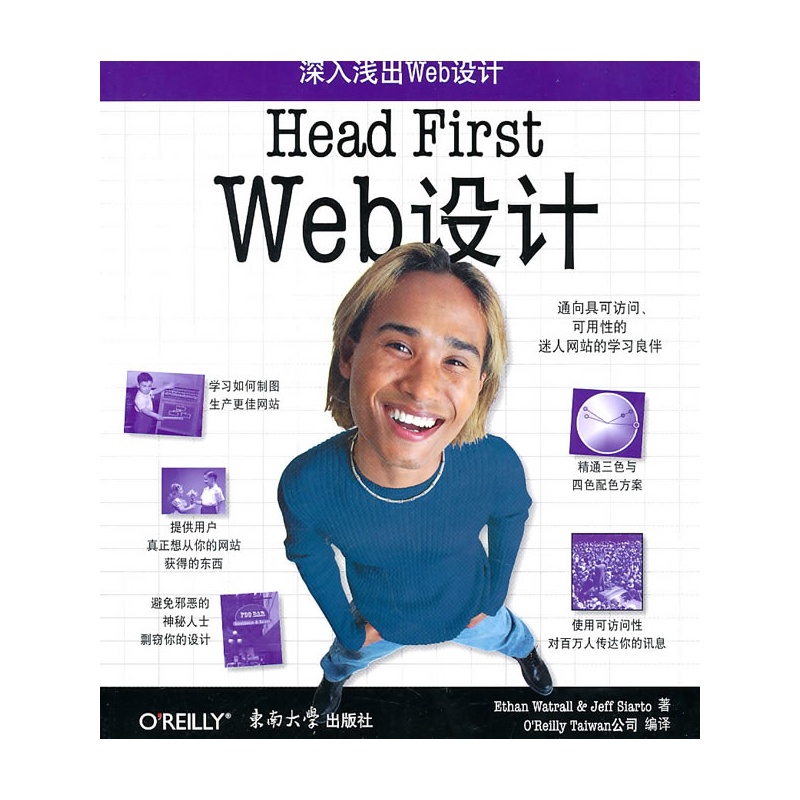 深入浅出Web设计
Head First
Web设计
通向具可访问、
可用性的
迷人网站的学习良伴
学习如何制图
生产更佳网站
精通三色与
四色配色方案
提供用户
真正想从你的网站
获得的东西
避免邪恶的
神秘人士
剽窃你的设计
FOO BAR
使用可访问性
对百万人传达你的讯息
Ethan Watrall & Jeff Siarto 著
O'Reilly Taiwan公司 编译
O'REILLY®
东南大学出版社